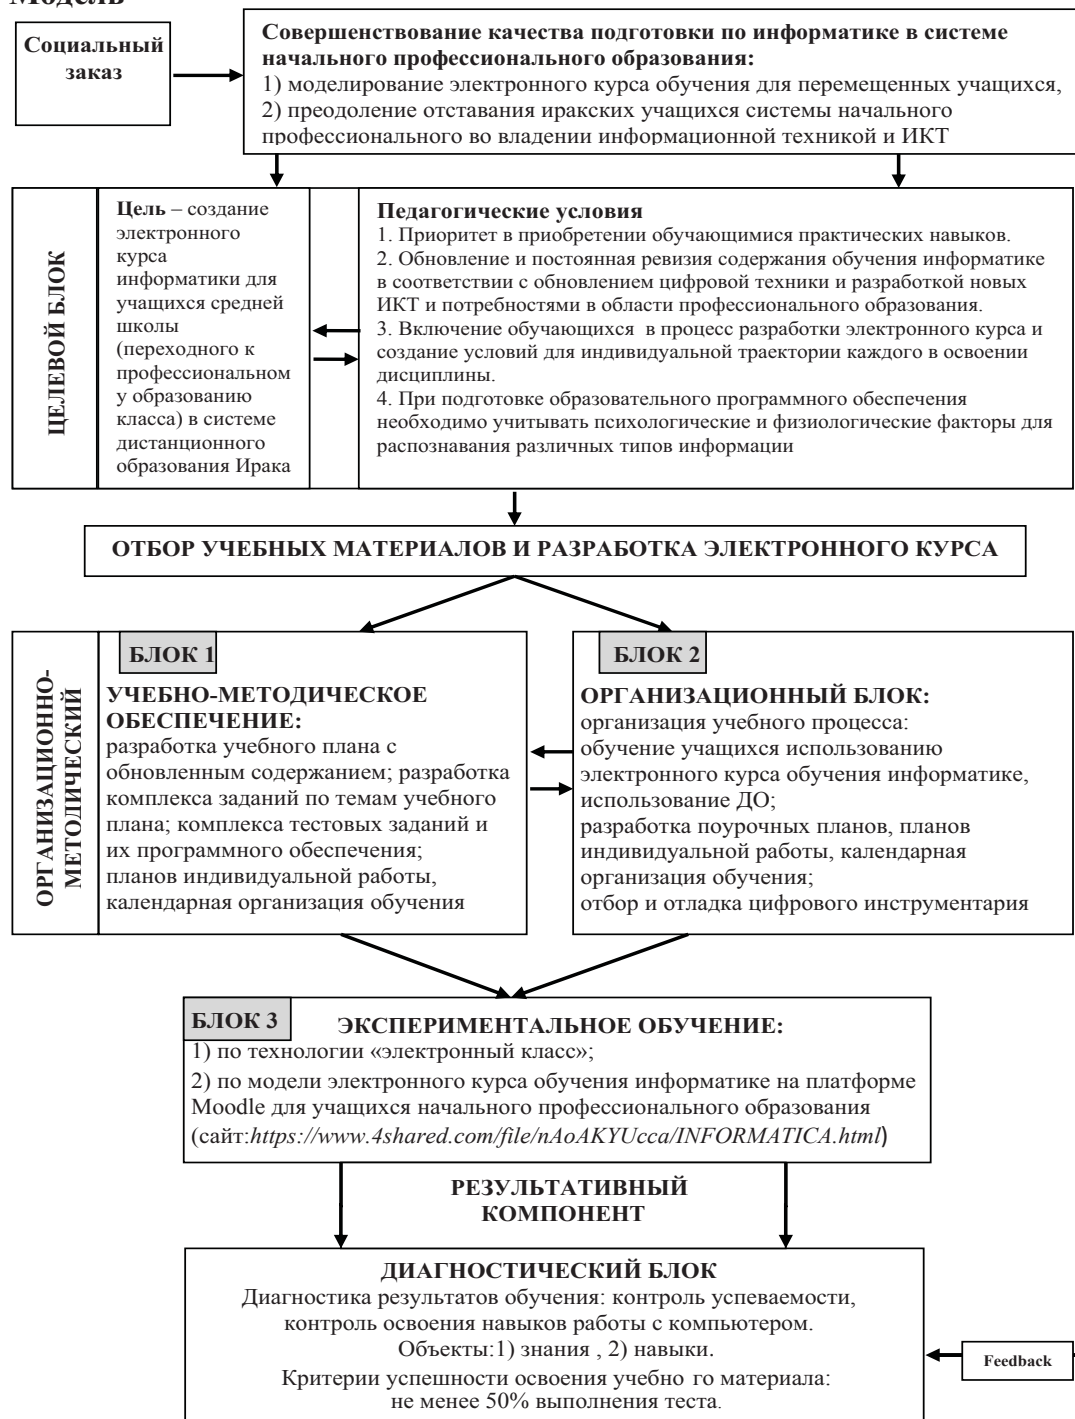 Модель
Социальный
заказ
Совершенствование качества подготовки по информатике в системе
начального профессионального образования:
1) моделирование электронного курса обучения для перемещенных учащихся,
2) преодоление отставания иракских учащихся системы начального
профессионального во владении информационной техникой и ИКТ
ЦЕЛЕВОЙ БЛОК
Цель – создание
электронного
курса
информатики для
учащихся средней
школы
(переходного к
профессиональном
у образованию
класса) в системе
дистанционного
образования Ирака
Педагогические условия
1. Приоритет в приобретении обучающимися практических навыков.
2. Обновление и постоянная ревизия содержания обучения информатике
в соответствии с обновлением цифровой техники и разработкой новых
ИКТ и потребностями в области профессионального образования.
3. Включение обучающихся в процесс разработки электронного курса и
создание условий для индивидуальной траектории каждого в освоении
дисциплины.
4. При подготовке образовательного программного обеспечения
необходимо учитывать психологические и физиологические факторы для
распознавания различных типов информации
ОТБОР УЧЕБНЫХ МАТЕРИАЛОВ И РАЗРАБОТКА ЭЛЕКТРОННОГО КУРСА
ОРГАНИЗАЦИОННО-
МЕТОДИЧЕСКИЙ
БЛОК 1
УЧЕБНО-МЕТОДИЧЕСКОЕ
ОБЕСПЕЧЕНИЕ:
разработка учебного плана с
обновленным содержанием; разработка
комплекса заданий по темам учебного
плана; комплекса тестовых заданий и
их программного обеспечения;
планов индивидуальной работы,
календарная организация обучения
БЛОК 2
ОРГАНИЗАЦИОННЫЙ БЛОК:
организация учебного процесса:
обучение учащихся использованию
электронного курса обучения информатике,
использование ДО;
разработка поурочных планов, планов
индивидуальной работы, календарная
организация обучения;
отбор и отладка цифрового инструментария
БЛОК 3
ЭКСПЕРИМЕНТАЛЬНОЕ ОБУЧЕНИЕ:
1) по технологии «электронный класс»;
2) по модели электронного курса обучения информатике на платформе
Moodle для учащихся начального профессионального образования
(сайт:https://www.4shared.com/file/nAoAKYUcca/INFORMATICA.html)
РЕЗУЛЬТАТИВНЫЙ
КОМПОНЕНТ
ДИАГНОСТИЧЕСКИЙ БЛОК
Диагностика результатов обучения: контроль успеваемости,
контроль освоения навыков работы с компьютером.
Объекты:1) знания , 2) навыки.
Критерии успешности освоения учебно го материала:
не менее 50% выполнения теста.
Feedback